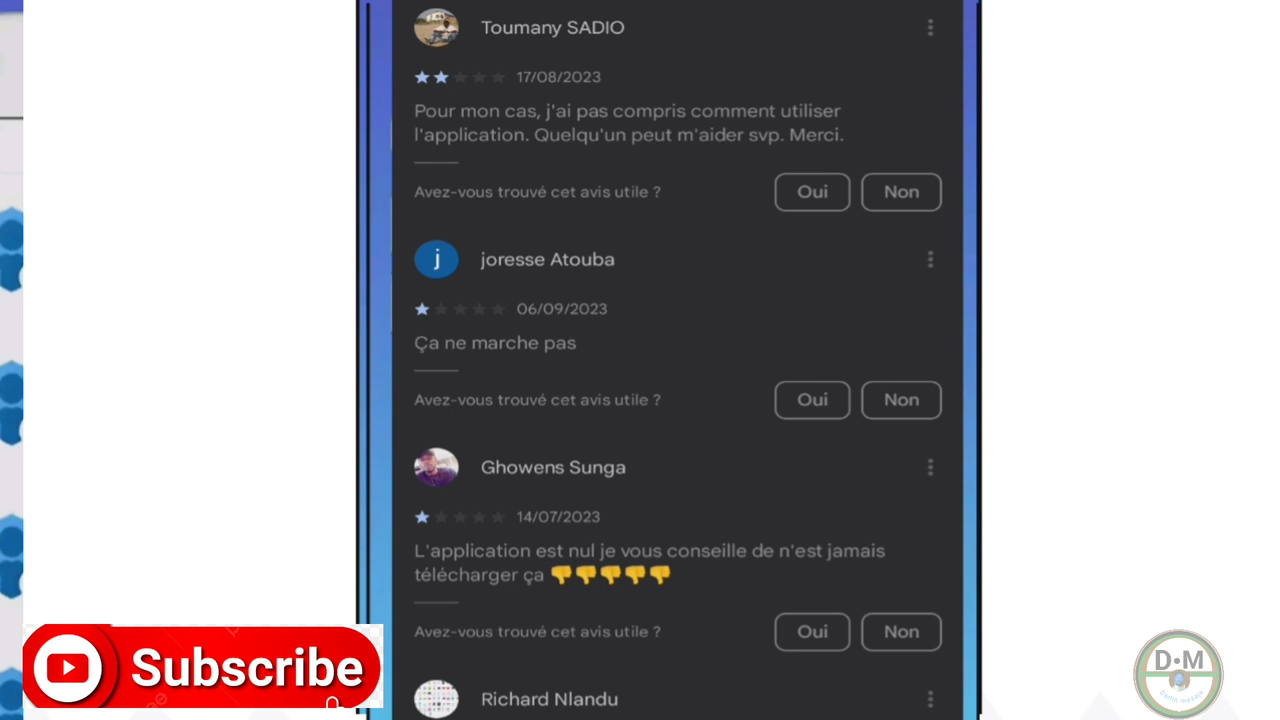 Toumany SADIO
17/08/2023
Pour mon cas, j'ai pas compris comment utiliser
l'application. Quelqu'un peut m'aider svp. Merci.
Avez-vous trouvé cet avis utile ?
Oui
Non
j
joresse Atouba
06/09/2023
Ça ne marche pas
Avez-vous trouvé cet avis utile ?
Oui
Non
Ghowens Sunga
14/07/2023
L'application est nul je vous conseille de n'est jamais
télécharger ça 👎👎👎👎👎
Avez-vous trouvé cet avis utile ?
Oui
Non
Richard Nlandu
Subscribe
D•M